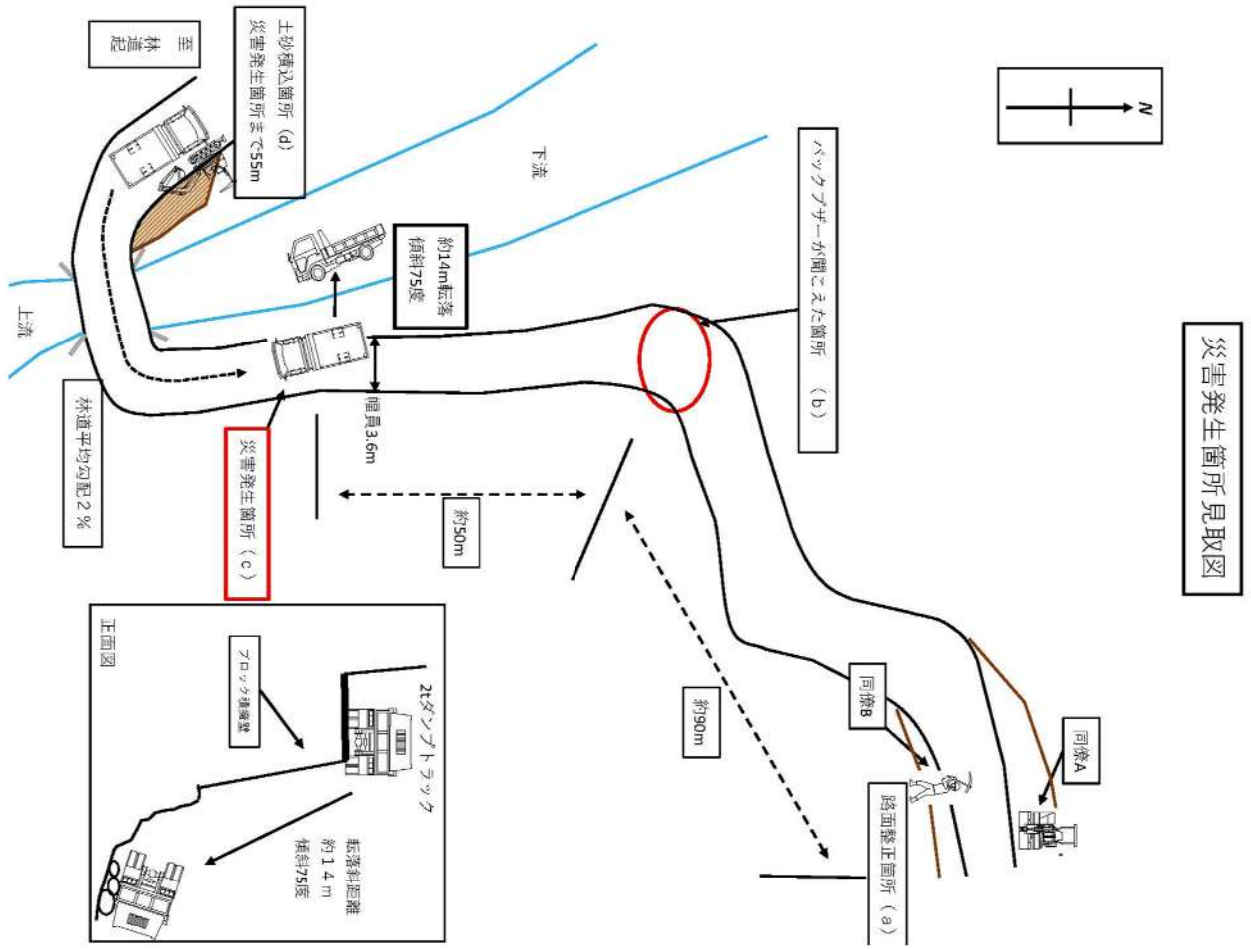 災害発生箇所見取図
N
同僚A
路面整正箇所（a）
同僚B
バックブザーが聞こえた箇所　（b）
約90m
下流
約50m
約14m転落
傾斜75度
幅員3.6m
2tダンプトラック
転落斜距離
約１４ｍ
傾斜75度
ブロック積擁壁
正面図
土砂積込箇所（d）
災害発生箇所まで55m
災害発生箇所（ｃ）
至
林道
起
林道平均勾配２％
上流